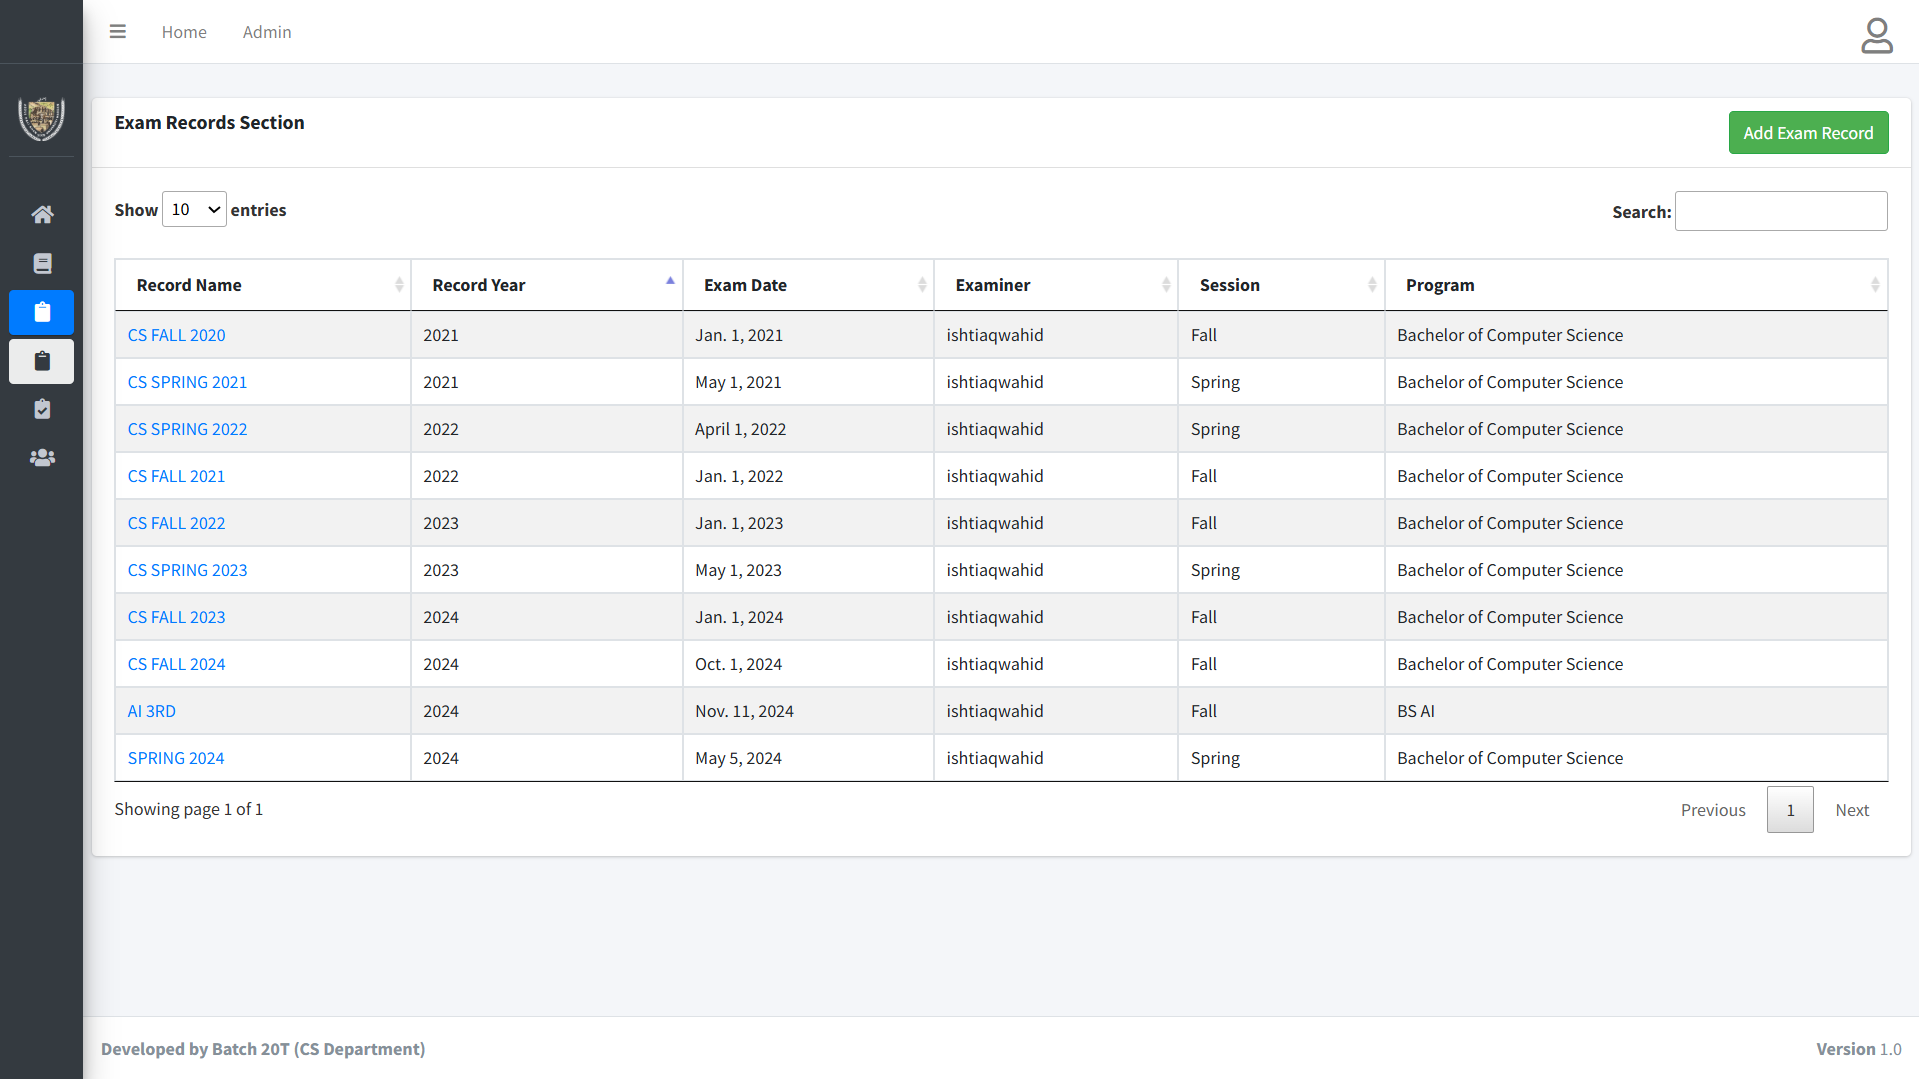 Home Admin
Exam Records Section
Add Exam Record
Show 10 entries
Search:
Record Name Record Year Exam Date Examiner Session Program
CS FALL 2020 2021 Jan. 1, 2021 ishtiaqwahid Fall Bachelor of Computer Science
CS SPRING 2021 2021 May 1, 2021 ishtiaqwahid Spring Bachelor of Computer Science
CS SPRING 2022 2022 April 1, 2022 ishtiaqwahid Spring Bachelor of Computer Science
CS FALL 2021 2022 Jan. 1, 2022 ishtiaqwahid Fall Bachelor of Computer Science
CS FALL 2022 2023 Jan. 1, 2023 ishtiaqwahid Fall Bachelor of Computer Science
CS SPRING 2023 2023 May 1, 2023 ishtiaqwahid Spring Bachelor of Computer Science
CS FALL 2023 2024 Jan. 1, 2024 ishtiaqwahid Fall Bachelor of Computer Science
CS FALL 2024 2024 Oct. 1, 2024 ishtiaqwahid Fall Bachelor of Computer Science
AI 3RD 2024 Nov. 11, 2024 ishtiaqwahid Fall BS AI
SPRING 2024 2024 May 5, 2024 ishtiaqwahid Spring Bachelor of Computer Science
Showing page 1 of 1
Previous 1 Next
Developed by Batch 20T (CS Department)
Version 1.0